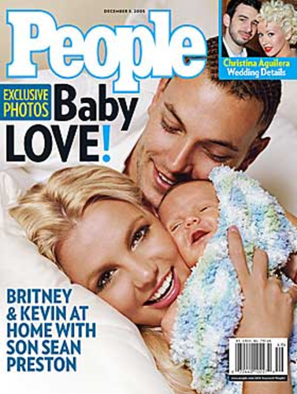 DECEMBER 5, 2005
People
Christina Aguilera
Wedding Details
EXCLUSIVE
PHOTOS
Baby
LOVE!
BRITNEY
& KEVIN AT
HOME WITH
SON SEAN
PRESTON